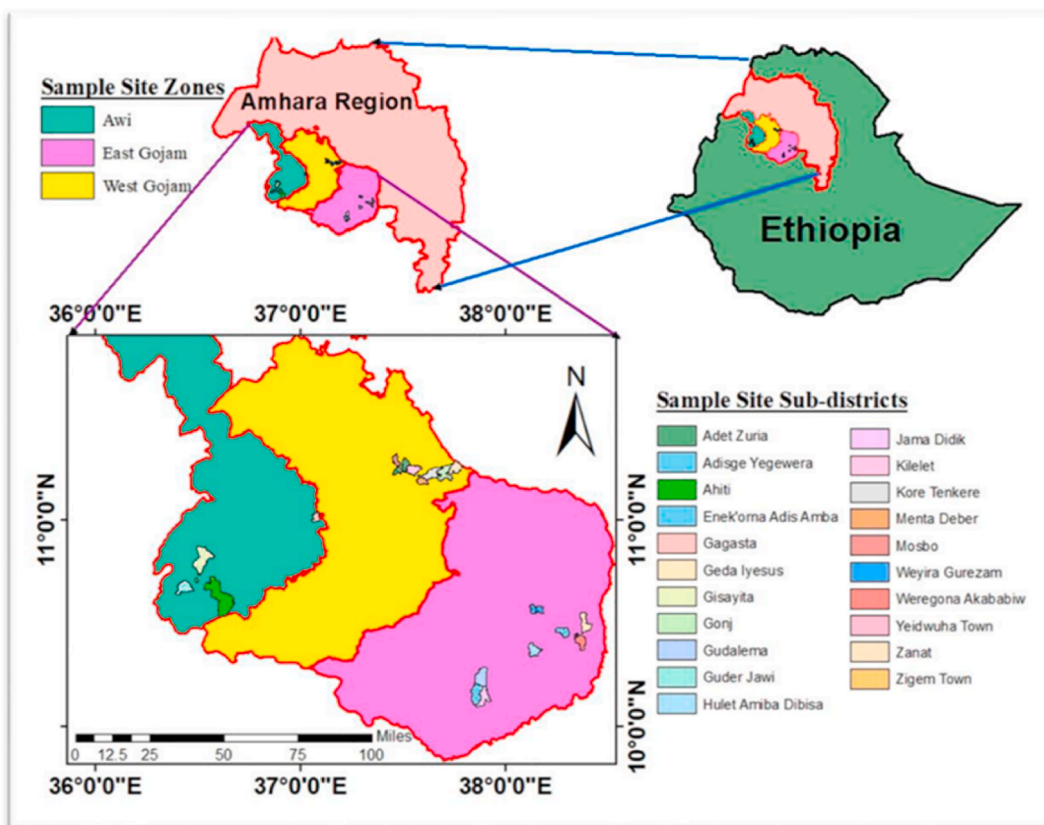 Sample Site Zones
Awi
East Gojam
West Gojam
Amhara Region
Ethiopia
36°0'0"E
37°0'0"E
38°0'0"E
N
11°0'0"N
11°0'0"N
10°0'0"N
Miles
0
12.5
25
50
75
100
36°0'0"E
37°0'0"E
38°0'0"E
Sample Site Sub-districts
Adet Zuria
Adisge Yegewera
Ahiti
Enek'orna Adis Amba
Gagasta
Geda Iyesus
Gisayita
Gonj
Gudalema
Guder Jawi
Hulet Amiba Dibisa
Jama Didik
Kilelet
Kore Tenkere
Menta Deber
Mosbo
Weyira Gurezam
Weregona Akababiw
Yeidwuha Town
Zanat
Zigem Town